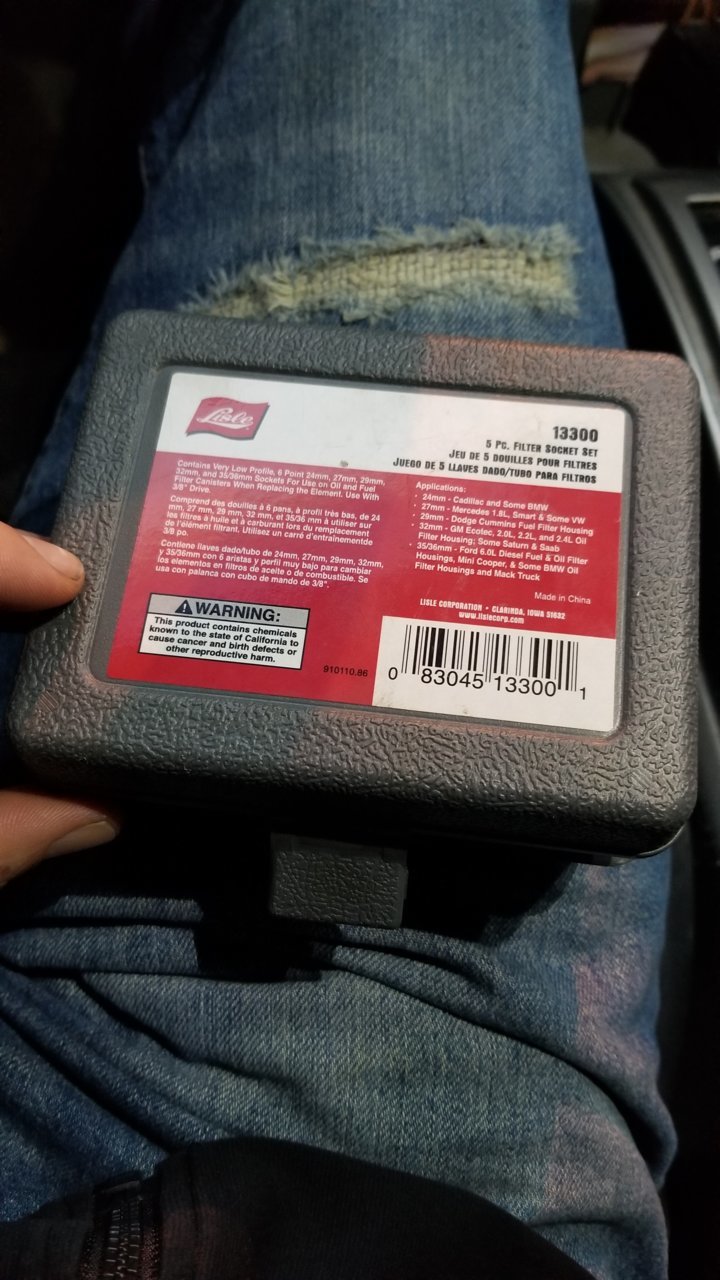 Lisle
13300
5 PC. FILTER SOCKET SET
JEU DE 5 DOUILLES POUR FILTRES
JUEGO DE 5 LLAVES DADO/TUBO PARA FILTROS
Contains Very Low Profile, 6 Point 24mm, 27mm, 29mm,
32mm, and 35/36mm Sockets For Use on Oil and Fuel
Filter Canisters When Replacing the Element. Use With
3/8" Drive.
Comprend des douilles à 6 pans, à profil très bas, de 24
mm, 27 mm, 29 mm, 32 mm, et 35/36 mm à utiliser sur
les filtres à huile et à carburant lors du remplacement
de l'élément filtrant. Utilisez un carré d'entraînementde
3/8 po.
Contiene llaves dado/tubo de 24mm, 27mm, 29mm, 32mm,
y 35/36mm con 6 aristas y perfil muy bajo para cambiar
los elementos en filtros de aceite o de combustible. Se
usa con palanca con cubo de mando de 3/8".
WARNING:
This product contains chemicals
known to the state of California to
cause cancer and birth defects or
other reproductive harm.
910110.86
Applications:
· 24mm - Cadillac and Some BMW
· 27mm - Mercedes 1.8L, Smart & Some VW
· 29mm - Dodge Cummins Fuel Filter Housing
· 32mm - GM Ecotec, 2.0L, 2.2L, and 2.4L Oil
Filter Housing; Some Saturn & Saab
· 35/36mm - Ford 6.0L Diesel Fuel & Oil Filter
Housings, Mini Cooper, & Some BMW Oil
Filter Housings and Mack Truck
Made in China
LISLE CORPORATION • CLARINDA, IOWA 51632
www.lislecorp.com
0 83045 13300 1